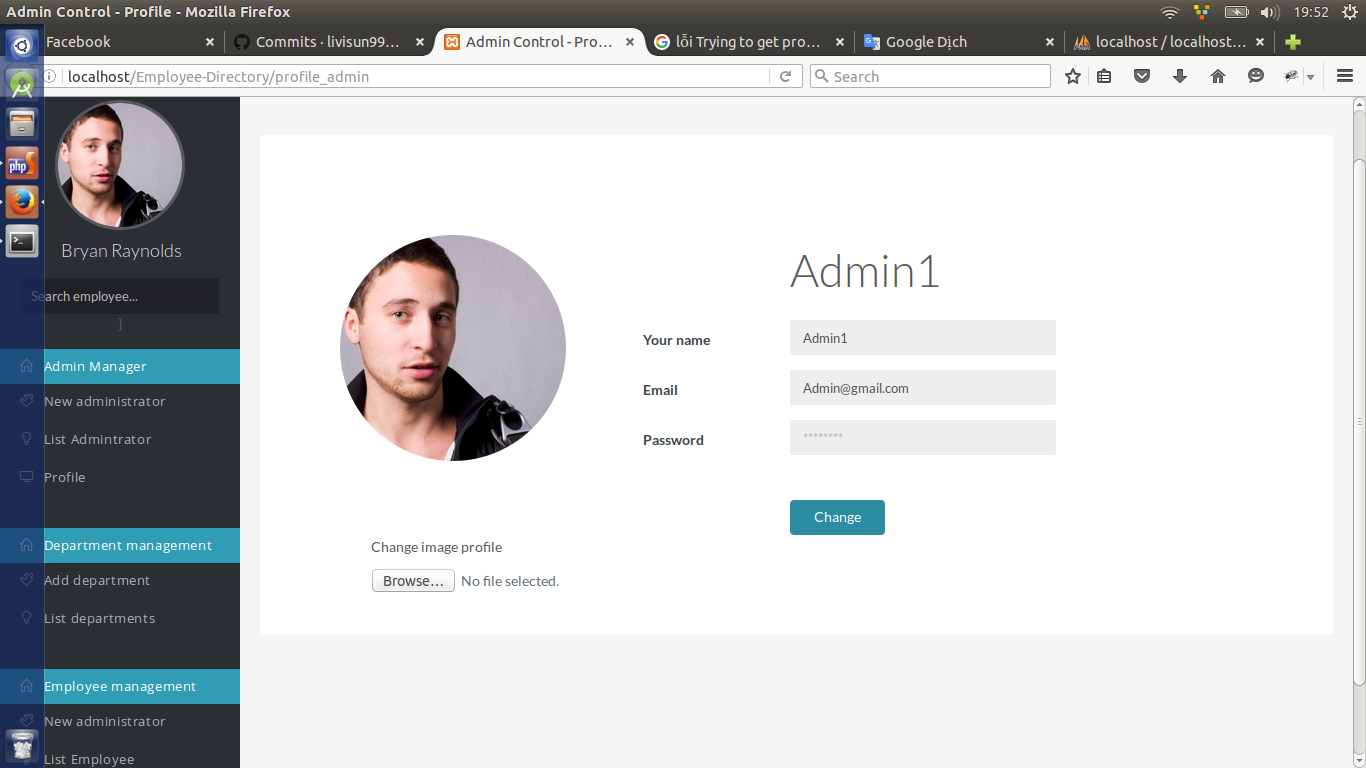 Admin Control - Profile - Mozilla Firefox
19:52
Facebook
Commits · livisun99…
Admin Control - Pro…
lỗi Trying to get pro…
Google Dịch
localhost / localhost…
localhost/Employee-Directory/profile_admin
Search
Bryan Raynolds
Search employee...
]
Admin Manager
New administrator
List Admintrator
Profile
Department management
Add department
List departments
Employee management
New administrator
List Employee
Admin1
Your name
Admin1
Email
Admin@gmail.com
Password
********
Change
Change image profile
Browse… No file selected.
php